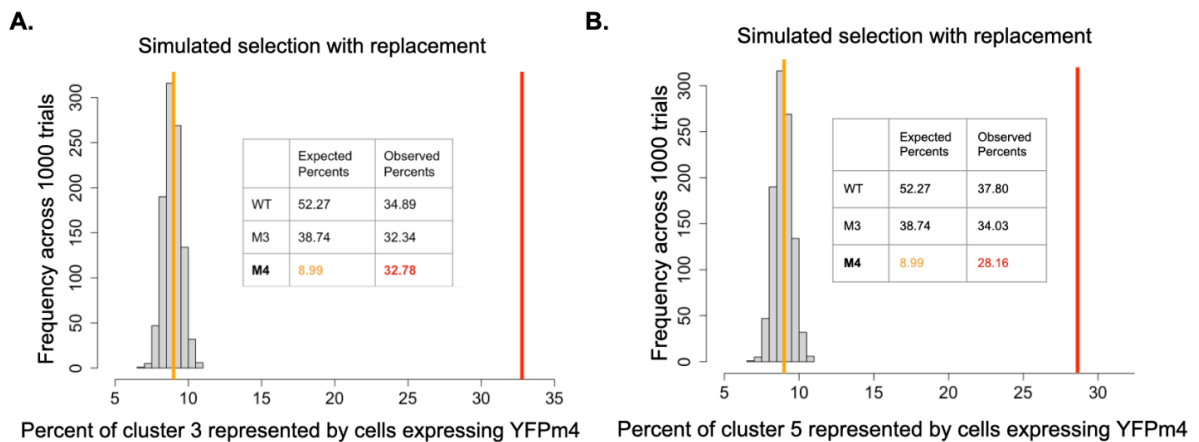 A.
Simulated selection with replacement
Frequency across 1000 trials
300
250
200
150
100
50
0
Expected Percents
Observed Percents
WT 52.27 34.89
M3 38.74 32.34
M4 8.99 32.78
5 10 15 20 25 30 35
Percent of cluster 3 represented by cells expressing YFPm4
B.
Simulated selection with replacement
Frequency across 1000 trials
300
250
200
150
100
50
0
Expected Percents
Observed Percents
WT 52.27 37.80
M3 38.74 34.03
M4 8.99 28.16
5 10 15 20 25 30
Percent of cluster 5 represented by cells expressing YFPm4